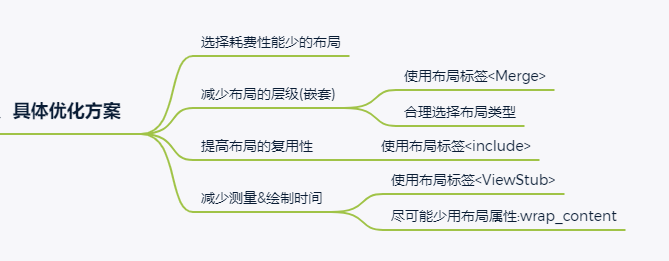 、具体优化方案
选择耗费性能少的布局
减少布局的层级(嵌套)
使用布局标签<Merge>
合理选择布局类型
提高布局的复用性
使用布局标签<include>
减少测量&绘制时间
使用布局标签<ViewStub>
尽可能少用布局属性:wrap_content